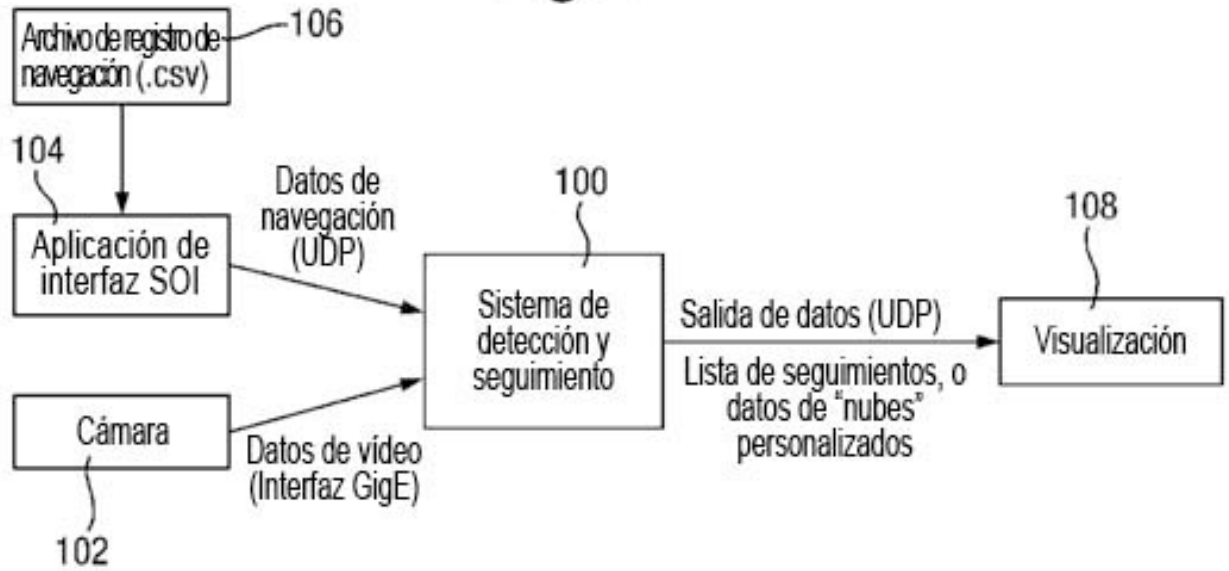 Archivo de registro de
navegación (.csv)
106
104
Aplicación de
interfaz SOI
Datos de
navegación
(UDP)
100
Sistema de
detección y
seguimiento
Cámara
102
Datos de vídeo
(Interfaz GigE)
Salida de datos (UDP)
Lista de seguimientos, o
datos de “nubes”
personalizados
108
Visualización